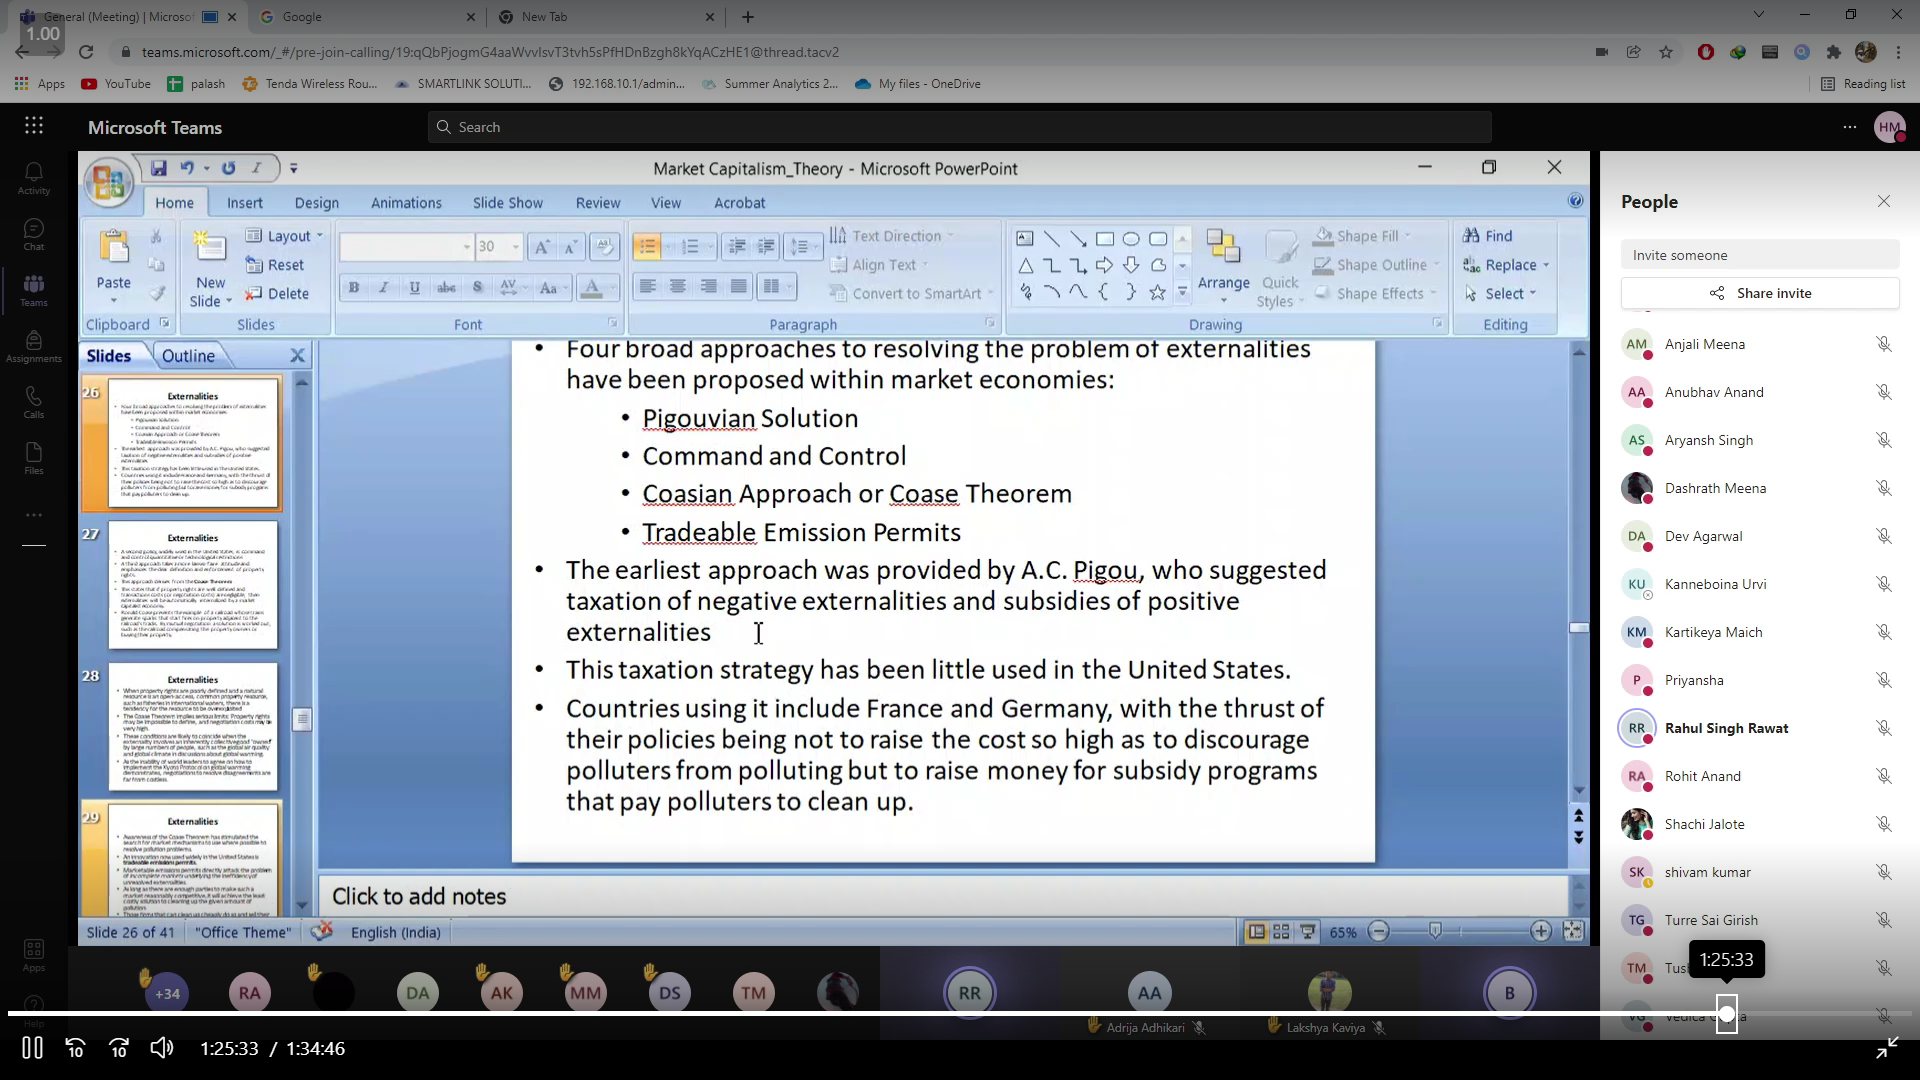 General (Meeting) | Microsof
Google
New Tab
1.00
teams.microsoft.com/_#/pre-join-calling/19:qQbPjogmG4aaWvvlsvT3tvh5sPfHDnBzgh8kYqACzHE1@thread.tacv2
Apps
YouTube
palash
Tenda Wireless Rou...
SMARTLINK SOLUTI...
192.168.10.1/admin...
Summer Analytics 2...
My files - OneDrive
Reading list
Microsoft Teams
Search
HM
Activity
Chat
Teams
Assignments
Calls
Files
Apps
Help
Market Capitalism_Theory - Microsoft PowerPoint
Home
Insert
Design
Animations
Slide Show
Review
View
Acrobat
Paste
Clipboard
New Slide
Layout
Reset
Delete
Slides
30
Font
Paragraph
Text Direction
Align Text
Convert to SmartArt
Arrange
Quick Styles
Shape Fill
Shape Outline
Shape Effects
Drawing
Find
Replace
Select
Editing
Slides
Outline
26
Externalities
27
Externalities
28
Externalities
29
Externalities
• Four broad approaches to resolving the problem of externalities
have been proposed within market economies:
• Pigouvian Solution
• Command and Control
• Coasian Approach or Coase Theorem
• Tradeable Emission Permits
• The earliest approach was provided by A.C. Pigou, who suggested
taxation of negative externalities and subsidies of positive
externalities
• This taxation strategy has been little used in the United States.
• Countries using it include France and Germany, with the thrust of
their policies being not to raise the cost so high as to discourage
polluters from polluting but to raise money for subsidy programs
that pay polluters to clean up.
Click to add notes
Slide 26 of 41
"Office Theme"
English (India)
65%
People
Invite someone
Share invite
AM Anjali Meena
AA Anubhav Anand
AS Aryansh Singh
Dashrath Meena
DA Dev Agarwal
KU Kanneboina Urvi
KM Kartikeya Maich
P Priyansha
RR Rahul Singh Rawat
RA Rohit Anand
Shachi Jalote
SK shivam kumar
TG Turre Sai Girish
TM
1:25:33
+34
RA
DA
AK
MM
DS
TM
RR
AA
B
Adrija Adhikari
Lakshya Kaviya
1:25:33 / 1:34:46